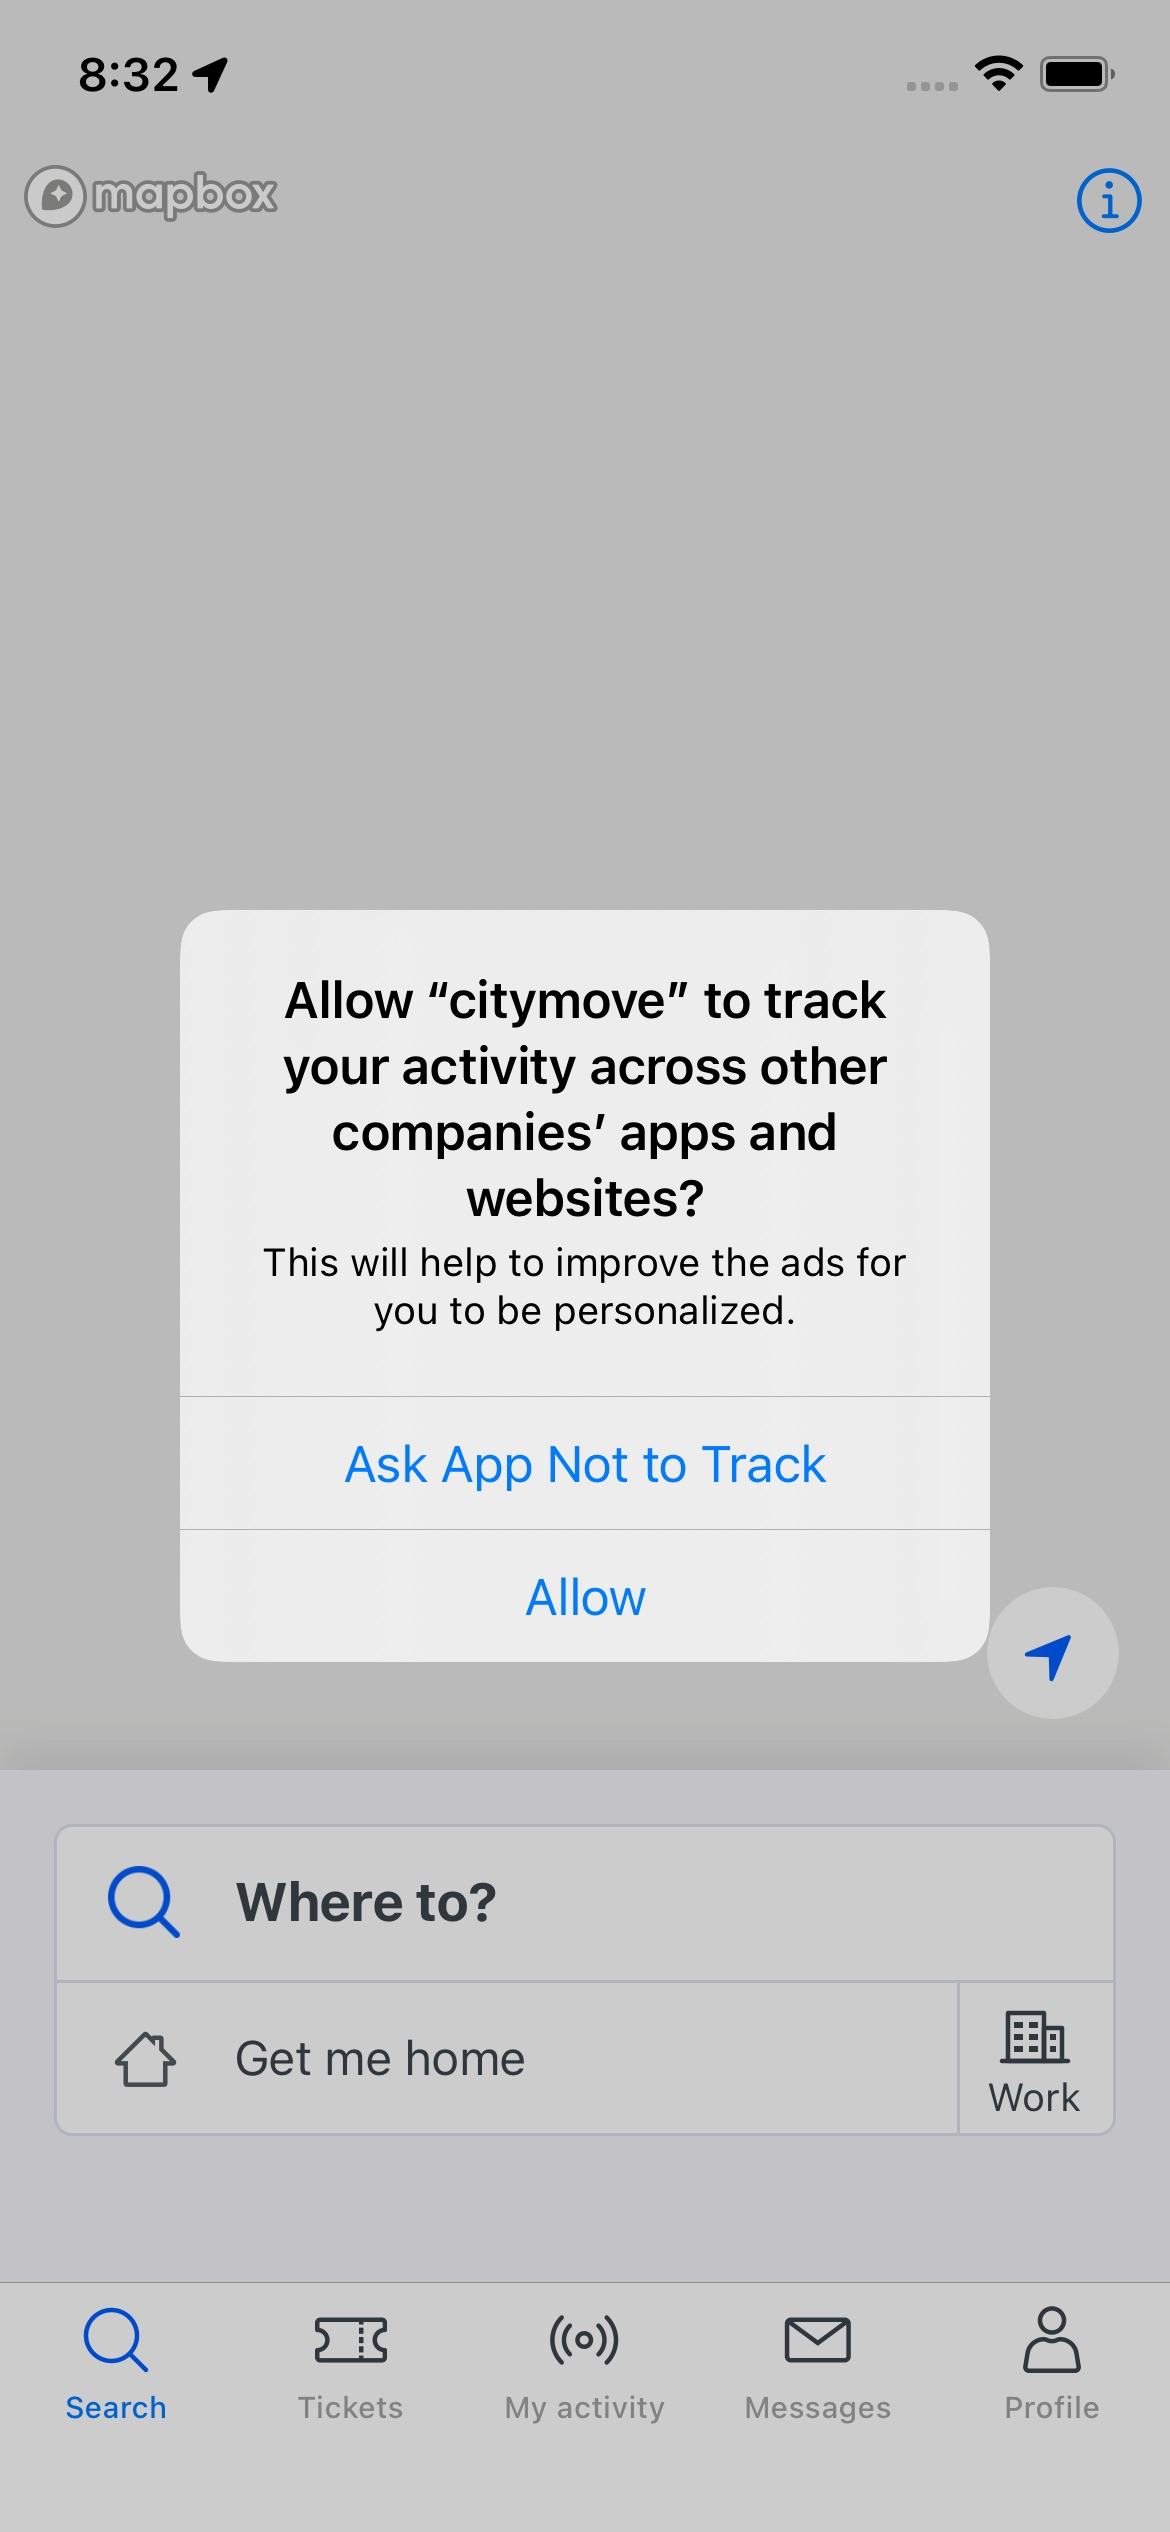 8:32
mapbox
Allow “citymove” to track
your activity across other
companies’ apps and
websites?
This will help to improve the ads for
you to be personalized.
Ask App Not to Track
Allow
Where to?
Get me home
Work
Search
Tickets
My activity
Messages
Profile